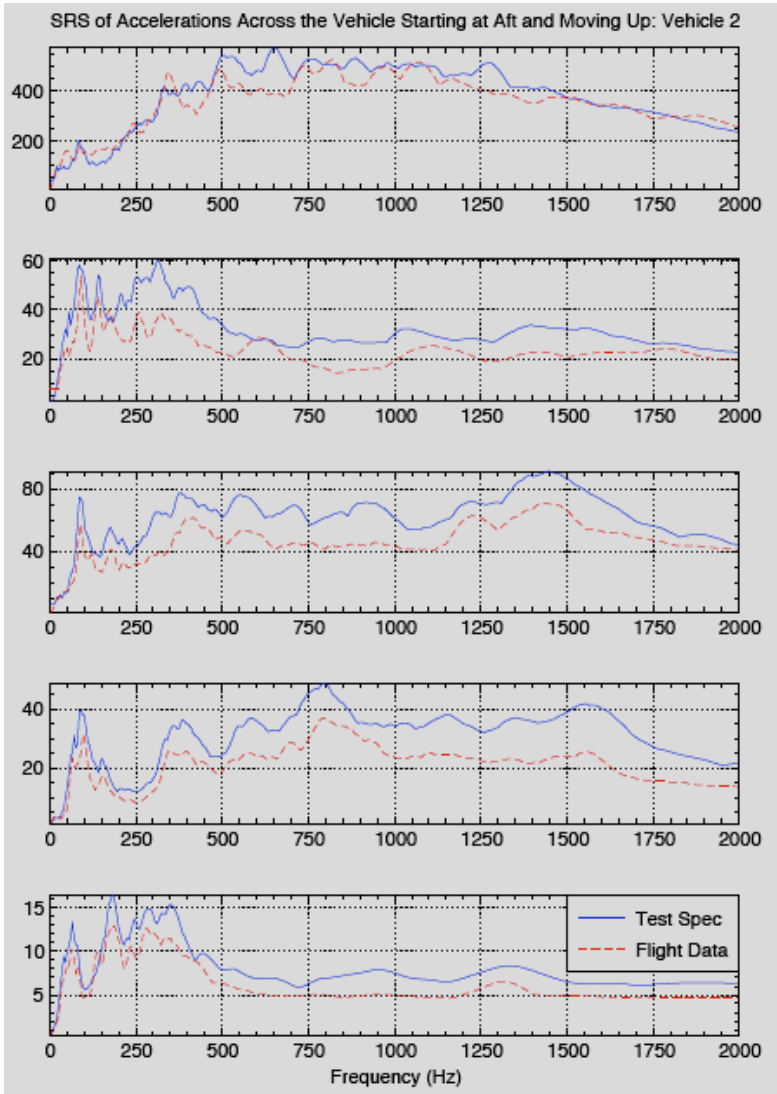 SRS of Accelerations Across the Vehicle Starting at Aft and Moving Up: Vehicle 2
400
200
0 250 500 750 1000 1250 1500 1750 2000
60
40
20
0 250 500 750 1000 1250 1500 1750 2000
80
40
0 250 500 750 1000 1250 1500 1750 2000
40
20
0 250 500 750 1000 1250 1500 1750 2000
15
Test Spec
10
Flight Data
5
0 250 500 750 1000 1250 1500 1750 2000
Frequency (Hz)